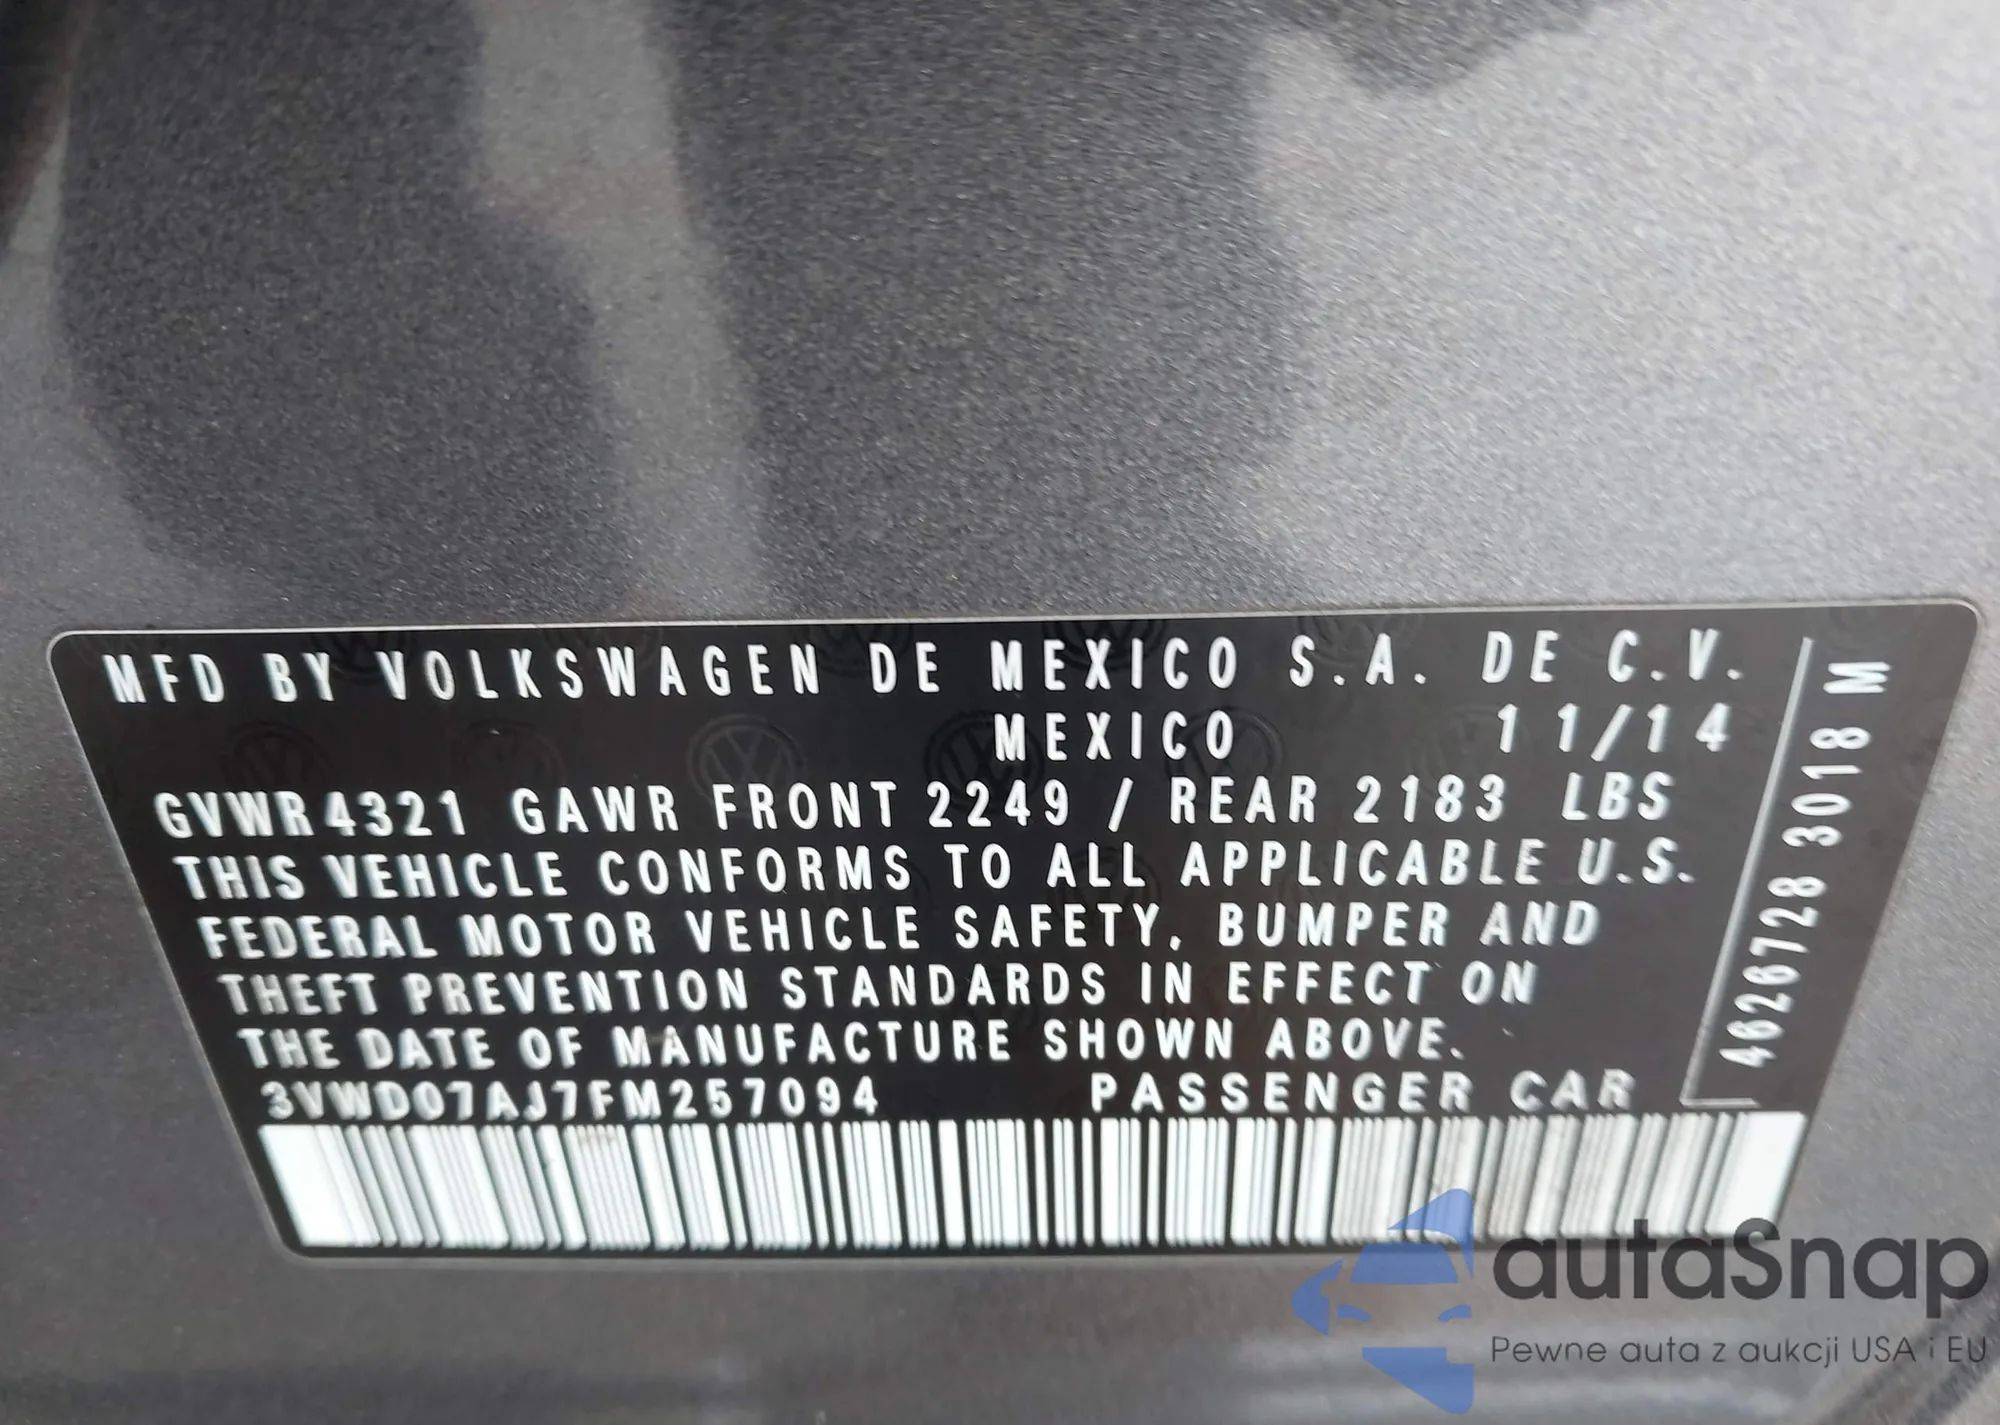 MFD BY VOLKSWAGEN DE MEXICO S.A. DE C.V.
MEXICO 11/14
GVWR 4321 GAWR FRONT 2249 / REAR 2183 LBS
THIS VEHICLE CONFORMS TO ALL APPLICABLE U.S.
FEDERAL MOTOR VEHICLE SAFETY, BUMPER AND
THEFT PREVENTION STANDARDS IN EFFECT ON
THE DATE OF MANUFACTURE SHOWN ABOVE.
3VWD07AJ7FM257094 PASSENGER CAR
4626728 3018 M
autaSnap
Pewne auta z aukcji USA i EU